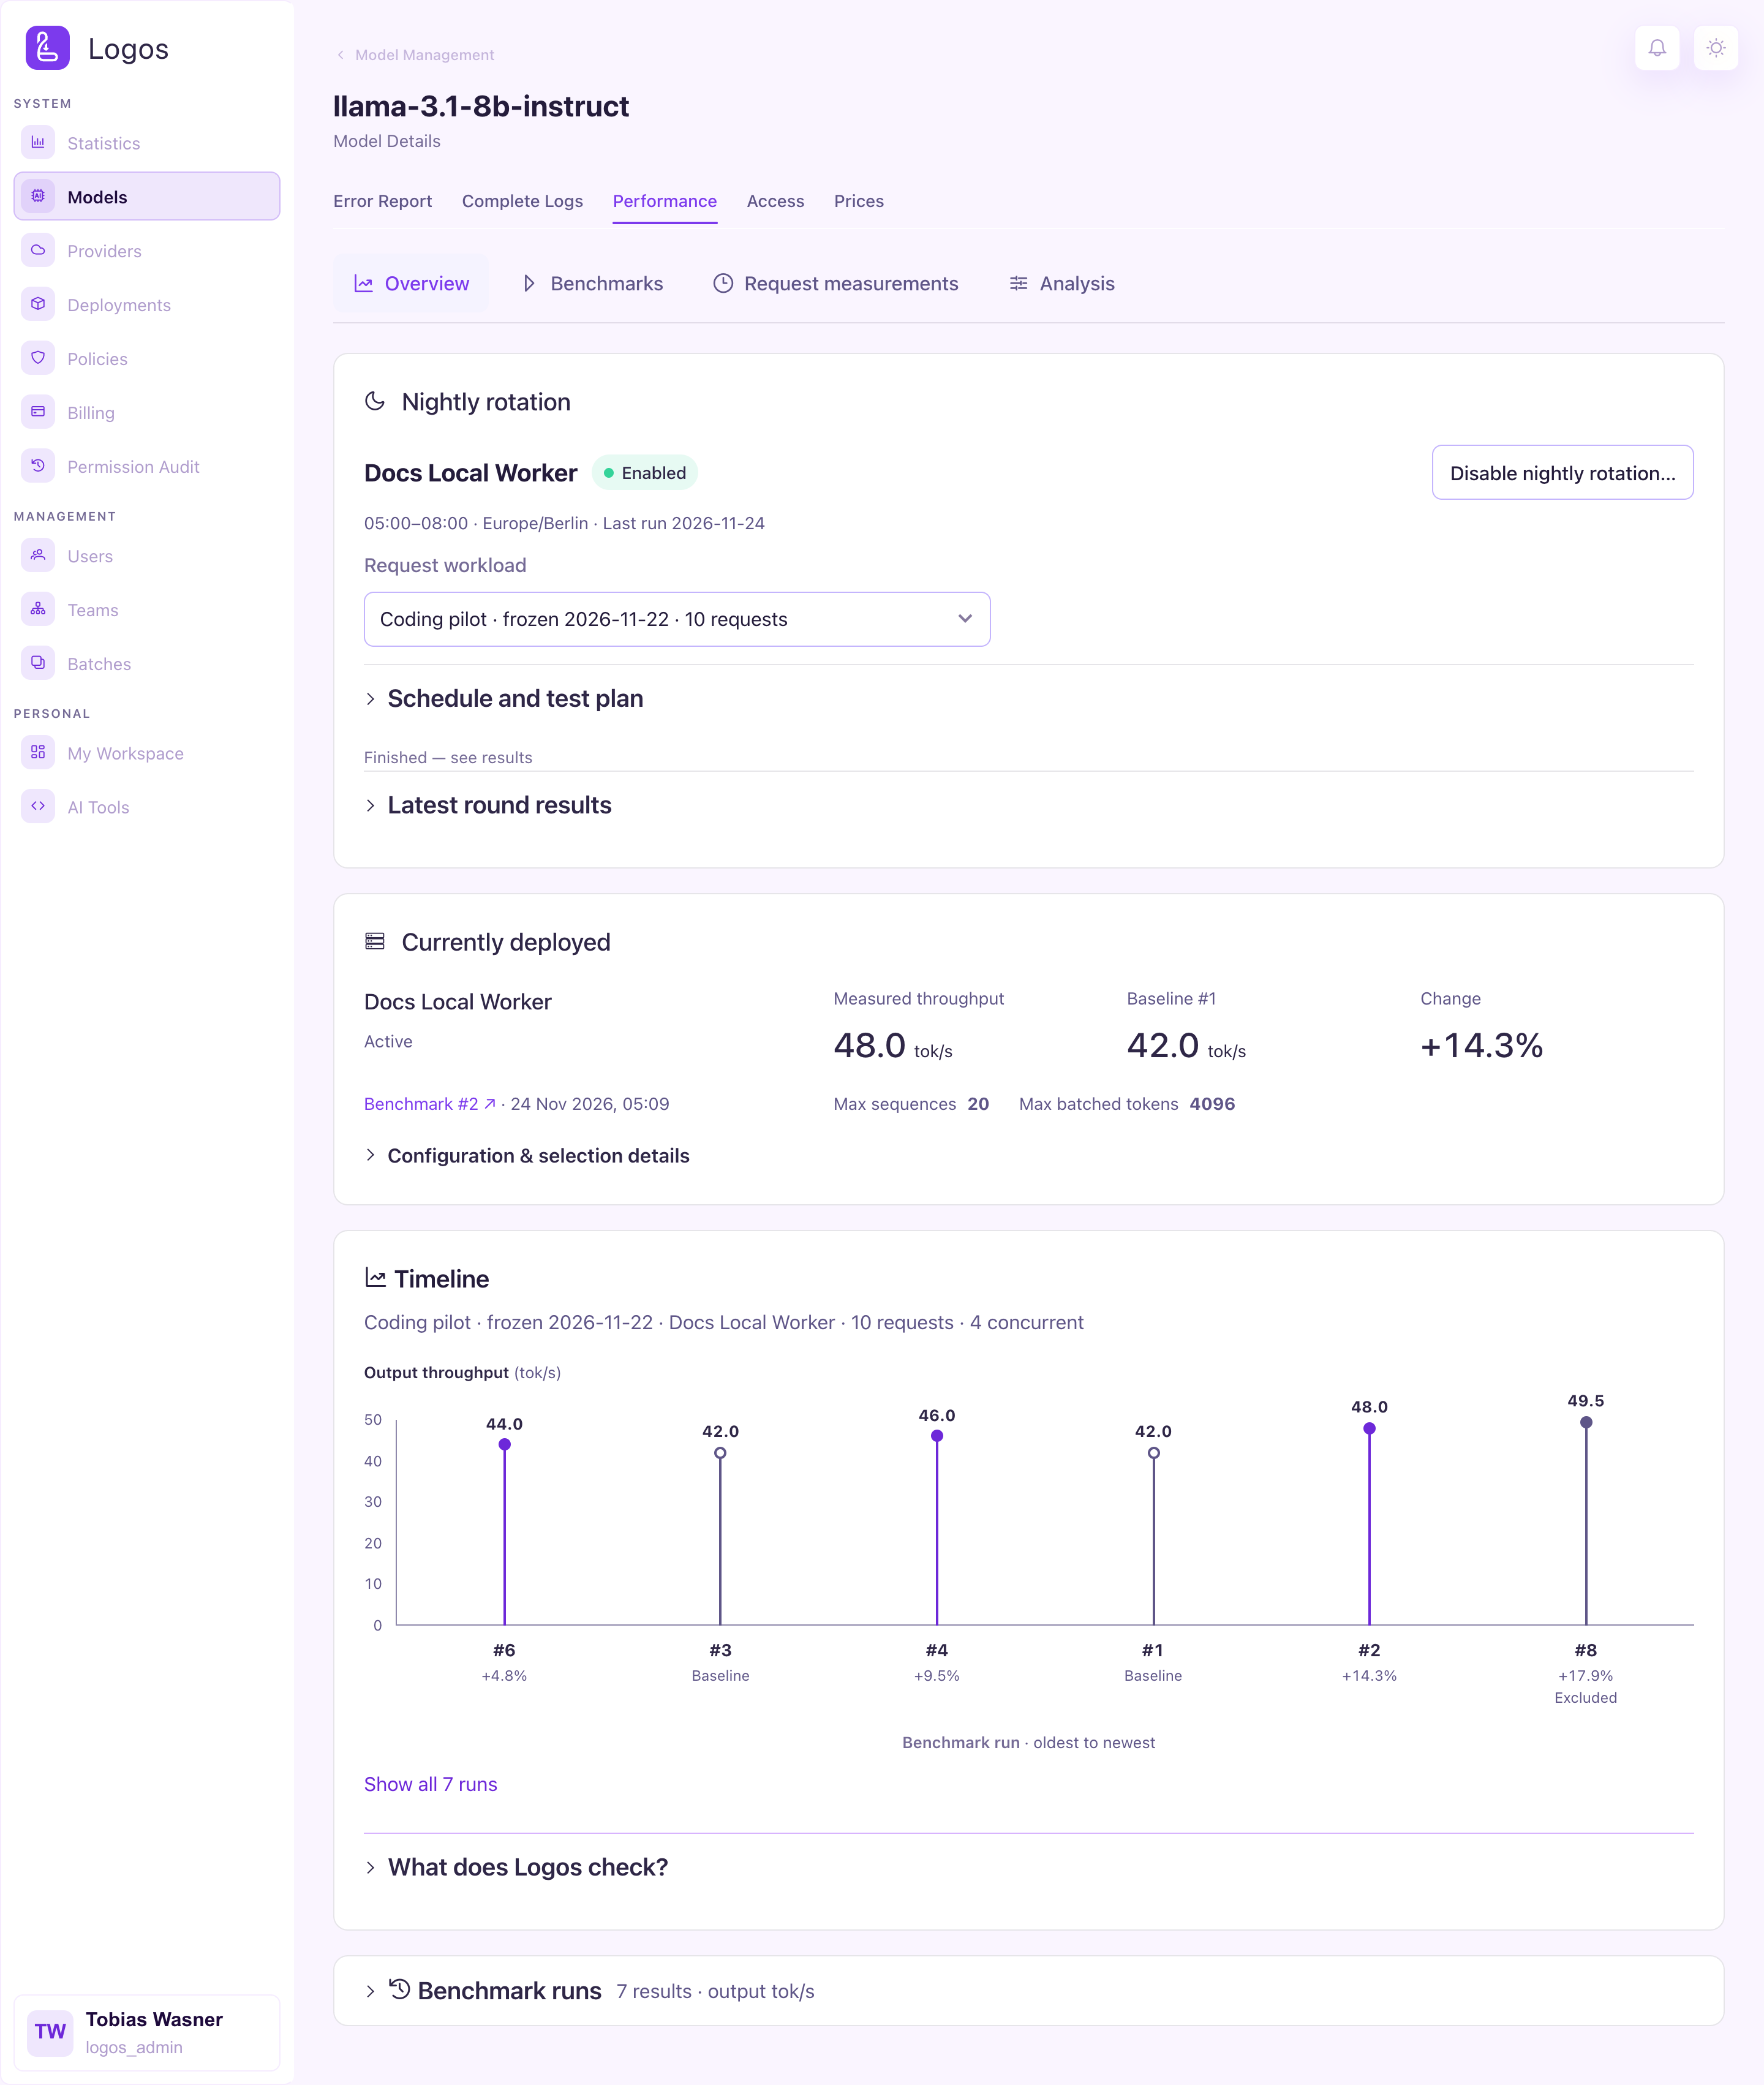 Logos
SYSTEM
Statistics
Models
Providers
Deployments
Policies
Billing
Permission Audit
MANAGEMENT
Users
Teams
Batches
PERSONAL
My Workspace
AI Tools
TW
Tobias Wasner
logos_admin
Model Management
llama-3.1-8b-instruct
Model Details
Error Report
Complete Logs
Performance
Access
Prices
Overview
Benchmarks
Request measurements
Analysis
Nightly rotation
Docs Local Worker
Enabled
Disable nightly rotation...
05:00–08:00 · Europe/Berlin · Last run 2026-11-24
Request workload
Coding pilot · frozen 2026-11-22 · 10 requests
Schedule and test plan
Finished — see results
Latest round results
Currently deployed
Docs Local Worker
Active
Measured throughput
48.0 tok/s
Baseline #1
42.0 tok/s
Change
+14.3%
Benchmark #2 ↗ · 24 Nov 2026, 05:09
Max sequences 20
Max batched tokens 4096
Configuration & selection details
Timeline
Coding pilot · frozen 2026-11-22 · Docs Local Worker · 10 requests · 4 concurrent
Output throughput (tok/s)
50
40
30
20
10
0
44.0
42.0
46.0
42.0
48.0
49.5
#6
+4.8%
#3
Baseline
#4
+9.5%
#1
Baseline
#2
+14.3%
#8
+17.9%
Excluded
Benchmark run · oldest to newest
Show all 7 runs
What does Logos check?
Benchmark runs 7 results · output tok/s